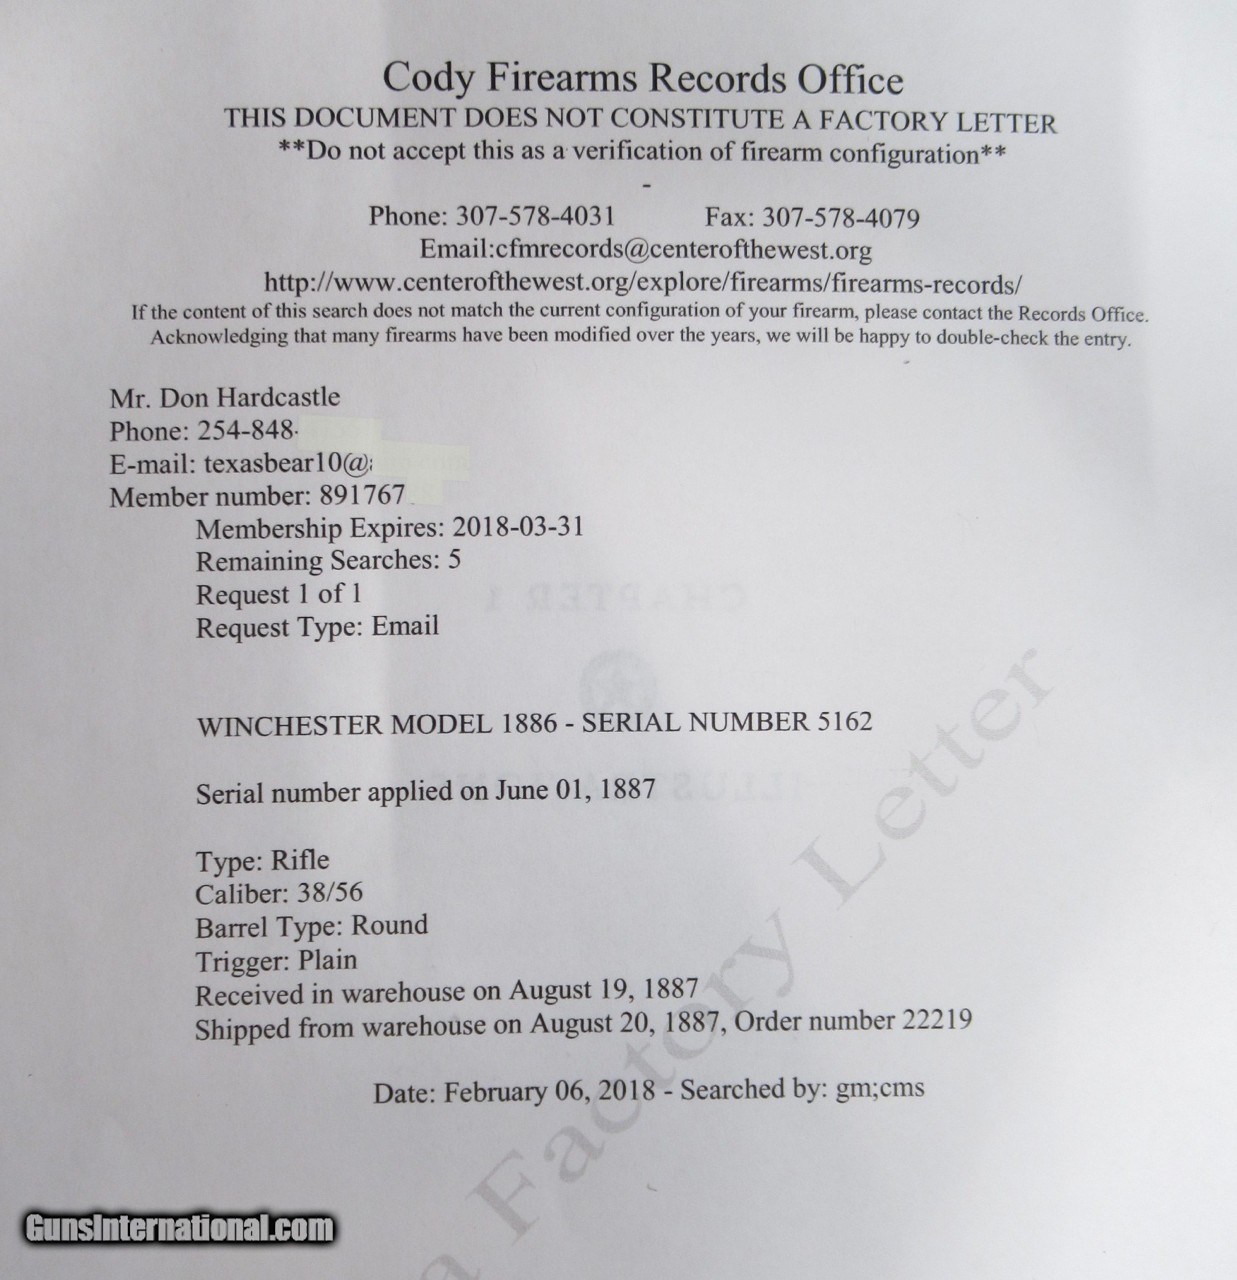 Cody Firearms Records Office
THIS DOCUMENT DOES NOT CONSTITUTE A FACTORY LETTER
**Do not accept this as a verification of firearm configuration**
-
Phone: 307-578-4031 Fax: 307-578-4079
Email:cfmrecords@centerofthewest.org
http://www.centerofthewest.org/explore/firearms/firearms-records/
If the content of this search does not match the current configuration of your firearm, please contact the Records Office.
Acknowledging that many firearms have been modified over the years, we will be happy to double-check the entry.
Mr. Don Hardcastle
Phone: 254-848-
E-mail: texasbear10@
Member number: 891767
Membership Expires: 2018-03-31
Remaining Searches: 5
Request 1 of 1
Request Type: Email
CHAPTER 1
WINCHESTER MODEL 1886 - SERIAL NUMBER 5162
Serial number applied on June 01, 1887
Type: Rifle
Caliber: 38/56
Barrel Type: Round
Trigger: Plain
Received in warehouse on August 19, 1887
Shipped from warehouse on August 20, 1887, Order number 22219
Date: February 06, 2018 - Searched by: gm;cms
a Factory Letter
GunsInternational.com